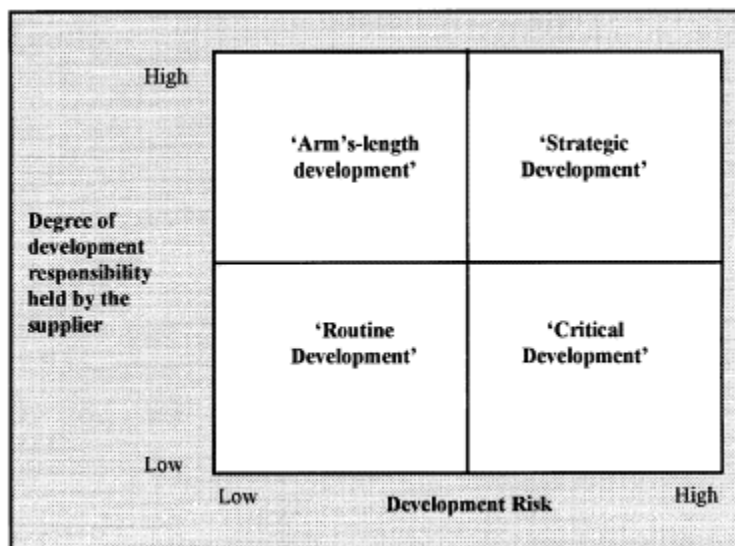 High
'Arm's-length
development'
'Strategic
Development'
Degree of
development
responsibility
held by the
supplier
'Routine
Development'
'Critical
Development'
Low
Low
Development Risk
High